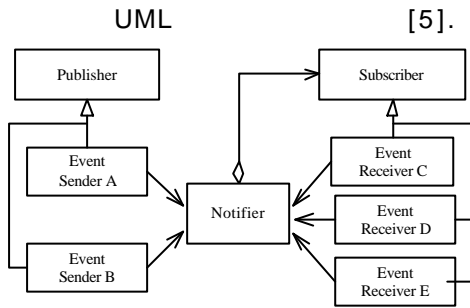 UML [5].
Publisher
Subscriber
Event
Sender A
Event
Receiver C
Notifier
Event
Receiver D
Event
Sender B
Event
Receiver E